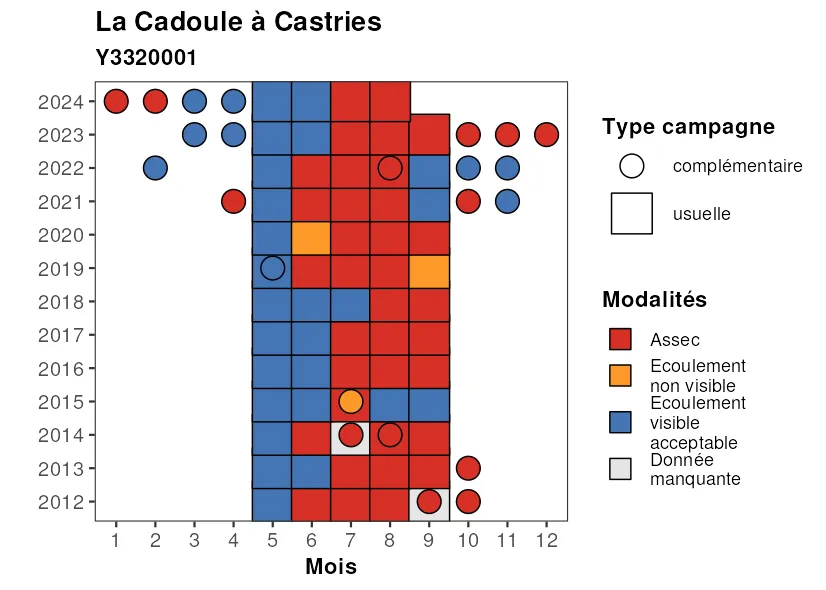 La Cadoule à Castries
Y3320001
2024
2023
2022
2021
2020
2019
2018
2017
2016
2015
2014
2013
2012
1 2 3 4 5 6 7 8 9 10 11 12
Mois
Type campagne
complémentaire
usuelle
Modalités
Assec
Ecoulement
non visible
Ecoulement
visible
acceptable
Donnée
manquante